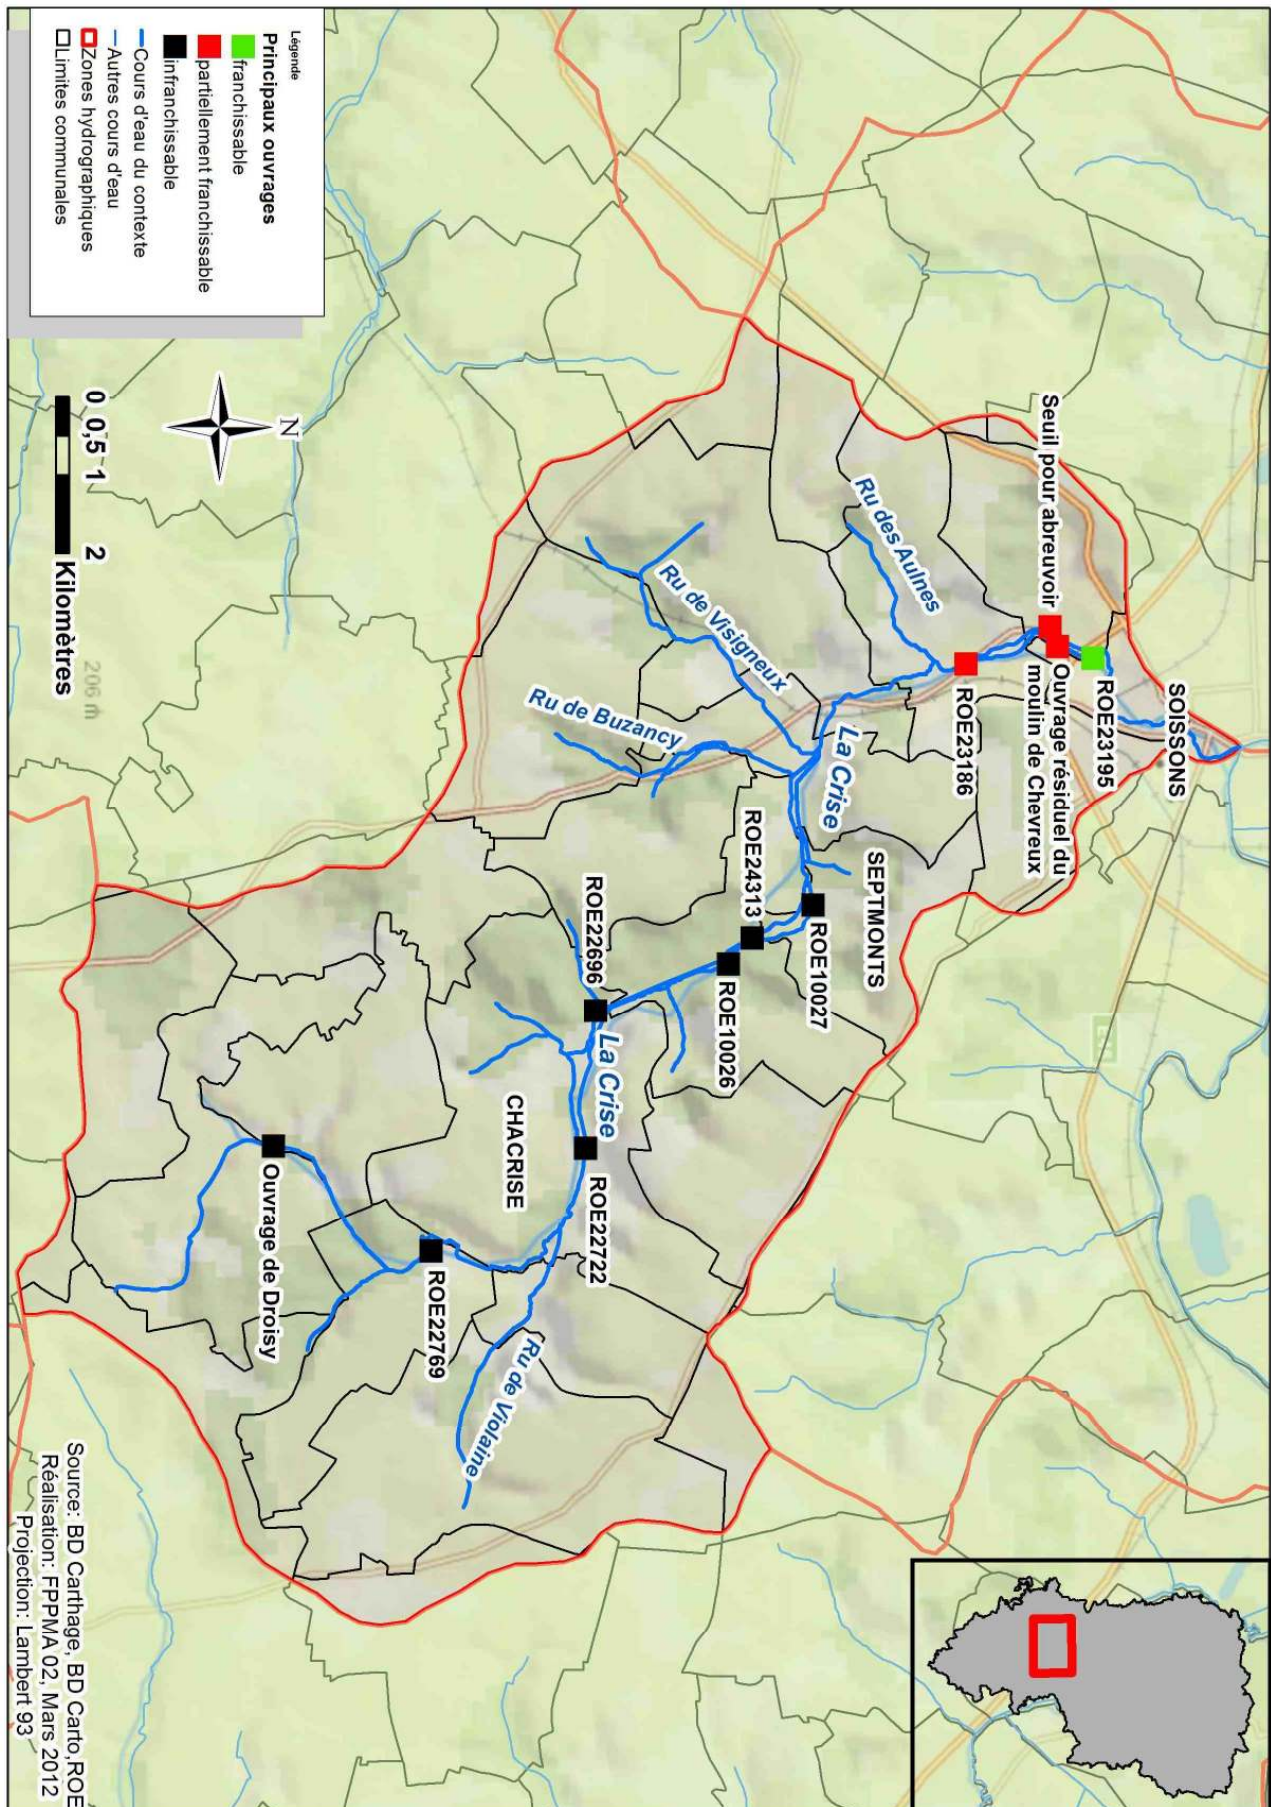 SOISSONS
ROE23195
Seuil pour abreuvoir
Ouvrage résiduel du
moulin de Chevreux
ROE23186
Ru des Aulnes
La Crise
SEPTMONTS
ROE10027
Ru de Visigneux
ROE24313
ROE10026
Ru de Buzancy
ROE22696
La Crise
ROE22722
CHACRISE
Ru de Violaine
ROE22769
Ouvrage de Droisy
Légende
Principaux ouvrages
franchissable
partiellement franchissable
infranchissable
Cours d'eau du contexte
Autres cours d'eau
Zones hydrographiques
Limites communales
N
0 0,5 1 2
Kilomètres
206 m
Source: BD Carthage, BD Carto,ROE
Réalisation: FPPMA 02, Mars 2012
Projection: Lambert 93